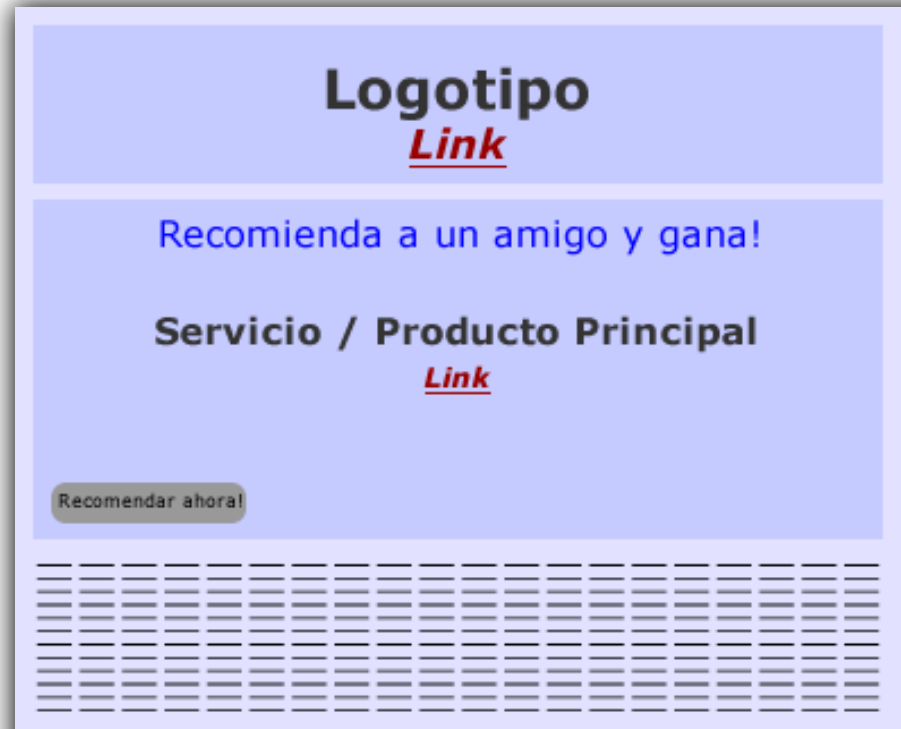 Logotipo
Link
Recomienda a un amigo y gana!
Servicio / Producto Principal
Link
Recomendar ahora!